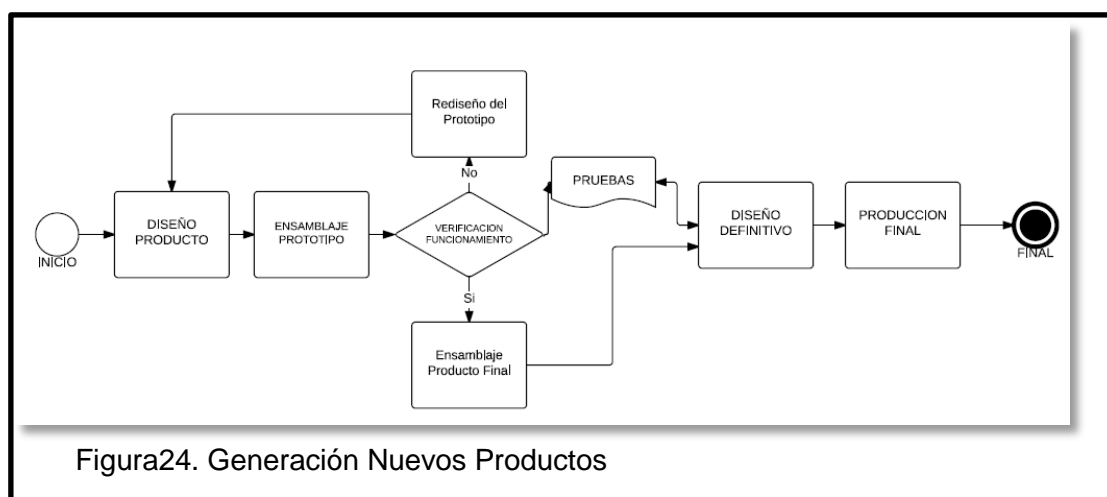 INICIO
DISEÑO
PRODUCTO
ENSAMBLAJE
PROTOTIPO
VERIFICACION
FUNCIONAMIENTO
No
Rediseño del
Prototipo
Si
Ensamblaje
Producto Final
PRUEBAS
DISEÑO
DEFINITIVO
PRODUCCION
FINAL
FINAL
Figura24. Generación Nuevos Productos